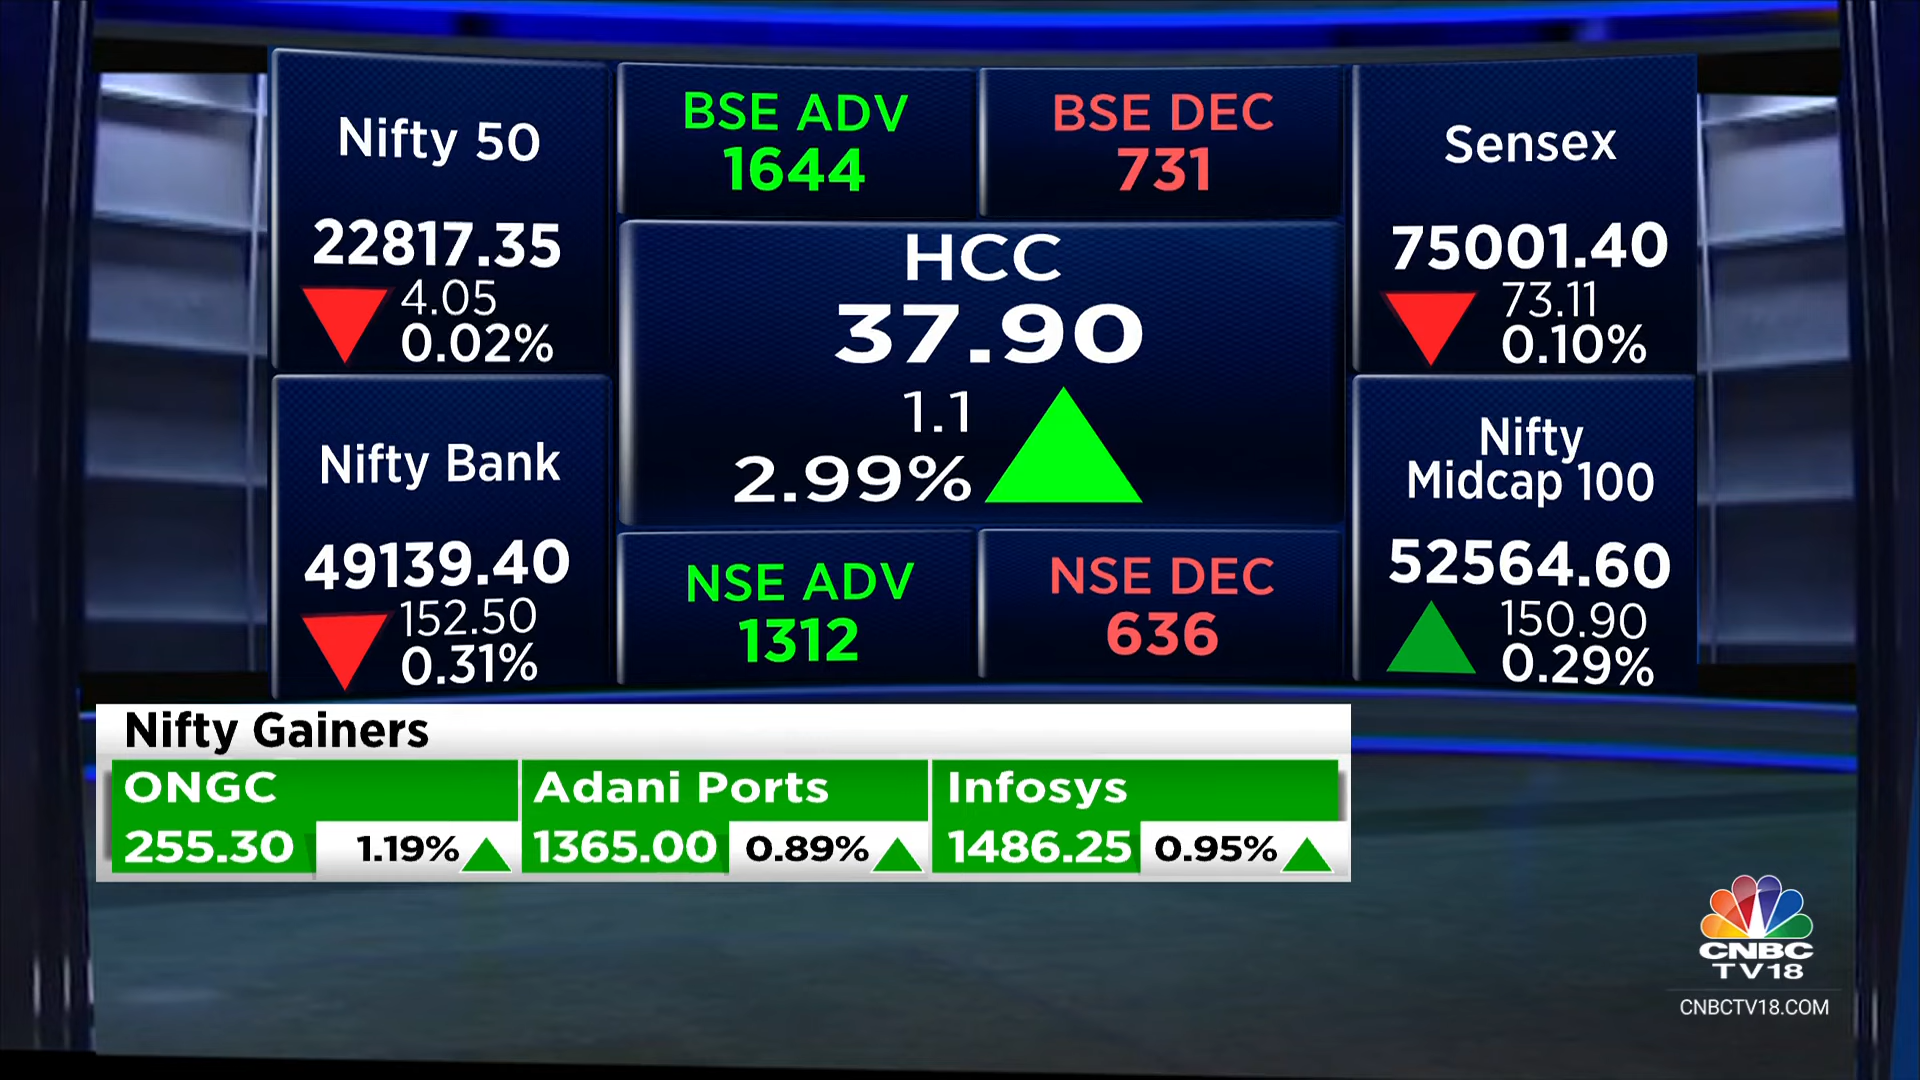 Nifty 50
22817.35
4.05
0.02%
BSE ADV
1644
BSE DEC
731
Sensex
75001.40
73.11
0.10%
HCC
37.90
1.1
2.99%
Nifty Bank
49139.40
152.50
0.31%
NSE ADV
1312
NSE DEC
636
Nifty
Midcap 100
52564.60
150.90
0.29%
Nifty Gainers
ONGC
255.30 1.19%
Adani Ports
1365.00 0.89%
Infosys
1486.25 0.95%
CNBC
TV18
CNBCTV18.COM